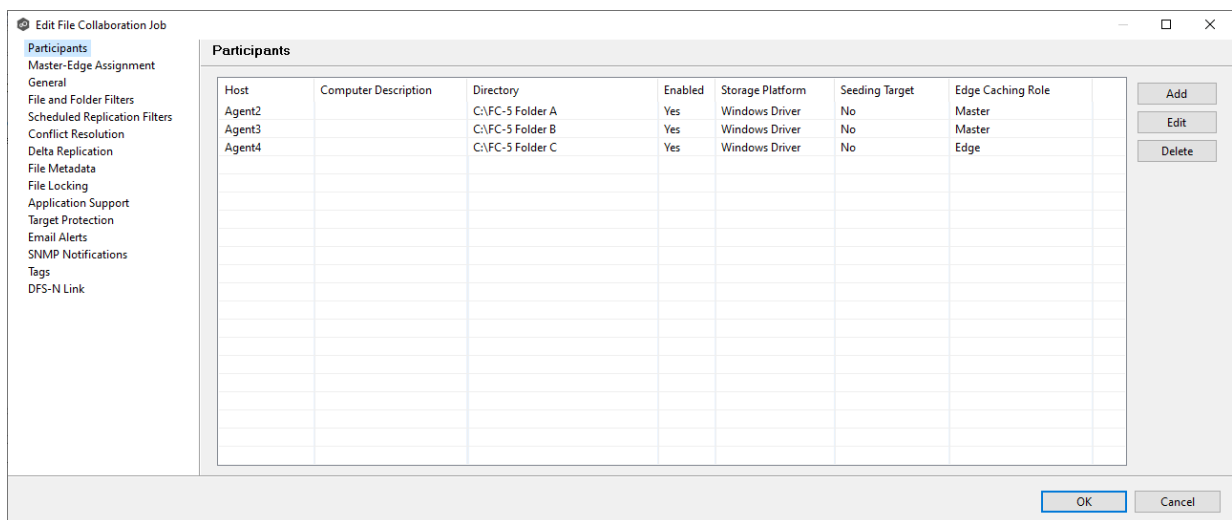 Edit File Collaboration Job
Participants
Master-Edge Assignment
General
File and Folder Filters
Scheduled Replication Filters
Conflict Resolution
Delta Replication
File Metadata
File Locking
Application Support
Target Protection
Email Alerts
SNMP Notifications
Tags
DFS-N Link
Participants
Host Computer Description Directory Enabled Storage Platform Seeding Target Edge Caching Role
Agent2 C:\FC-5 Folder A Yes Windows Driver No Master
Agent3 C:\FC-5 Folder B Yes Windows Driver No Master
Agent4 C:\FC-5 Folder C Yes Windows Driver No Edge
Add
Edit
Delete
OK Cancel